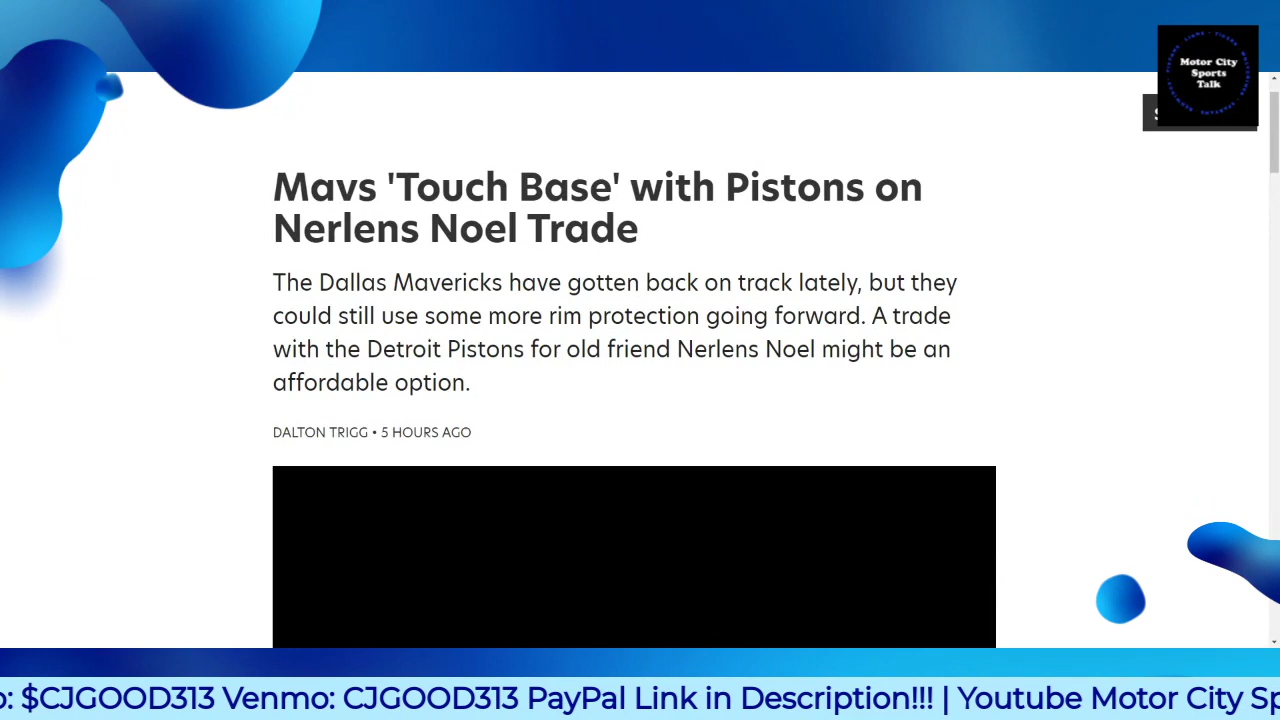 Motor City
Sports
Talk
Mavs 'Touch Base' with Pistons on
Nerlens Noel Trade
The Dallas Mavericks have gotten back on track lately, but they
could still use some more rim protection going forward. A trade
with the Detroit Pistons for old friend Nerlens Noel might be an
affordable option.
DALTON TRIGG • 5 HOURS AGO
o: $CJGOOD313 Venmo: CJGOOD313 PayPal Link in Description!!! | Youtube Motor City Sp